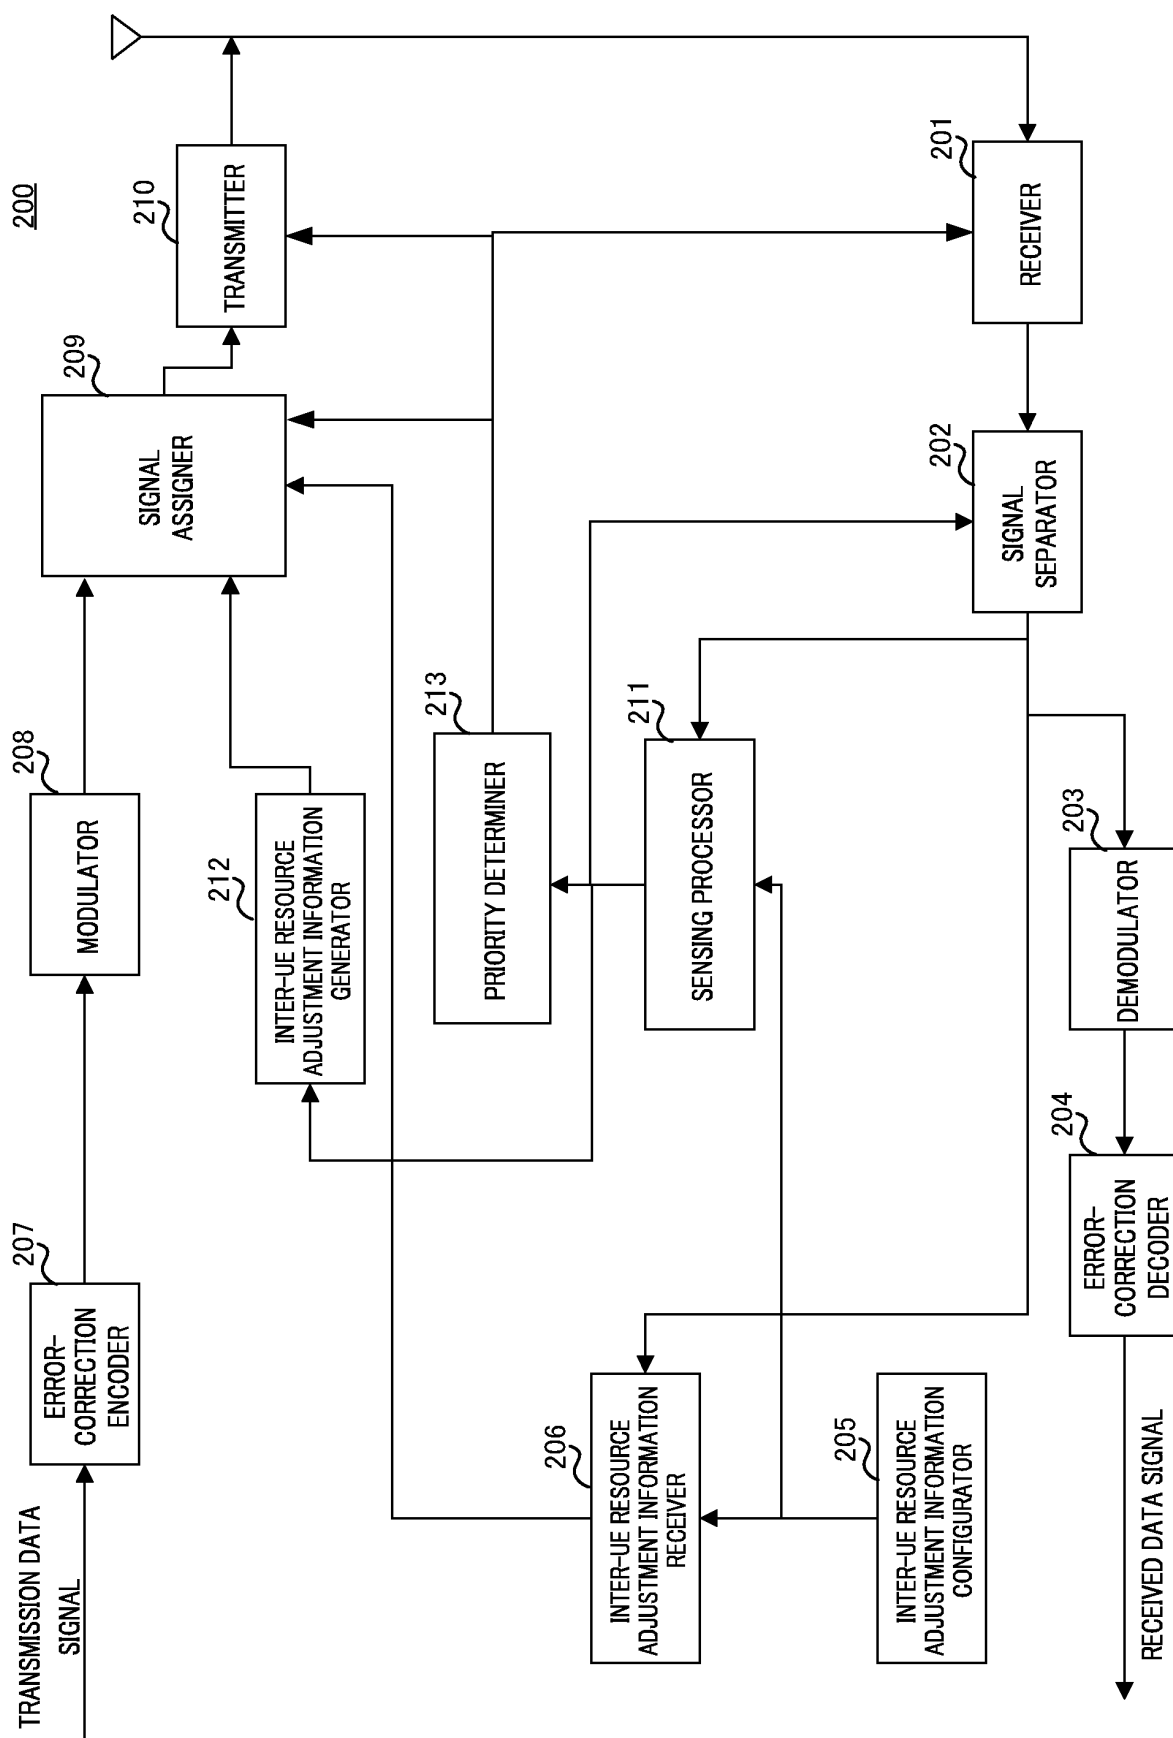 200
TRANSMISSION DATA
SIGNAL
207
ERROR-
CORRECTION
ENCODER
208
MODULATOR
209
SIGNAL
ASSIGNER
210
TRANSMITTER
212
INTER-UE RESOURCE
ADJUSTMENT INFORMATION
GENERATOR
213
PRIORITY DETERMINER
206
INTER-UE RESOURCE
ADJUSTMENT INFORMATION
RECEIVER
211
SENSING PROCESSOR
205
INTER-UE RESOURCE
ADJUSTMENT INFORMATION
CONFIGURATOR
202
SIGNAL
SEPARATOR
201
RECEIVER
RECEIVED DATA SIGNAL
204
ERROR-
CORRECTION
DECODER
203
DEMODULATOR